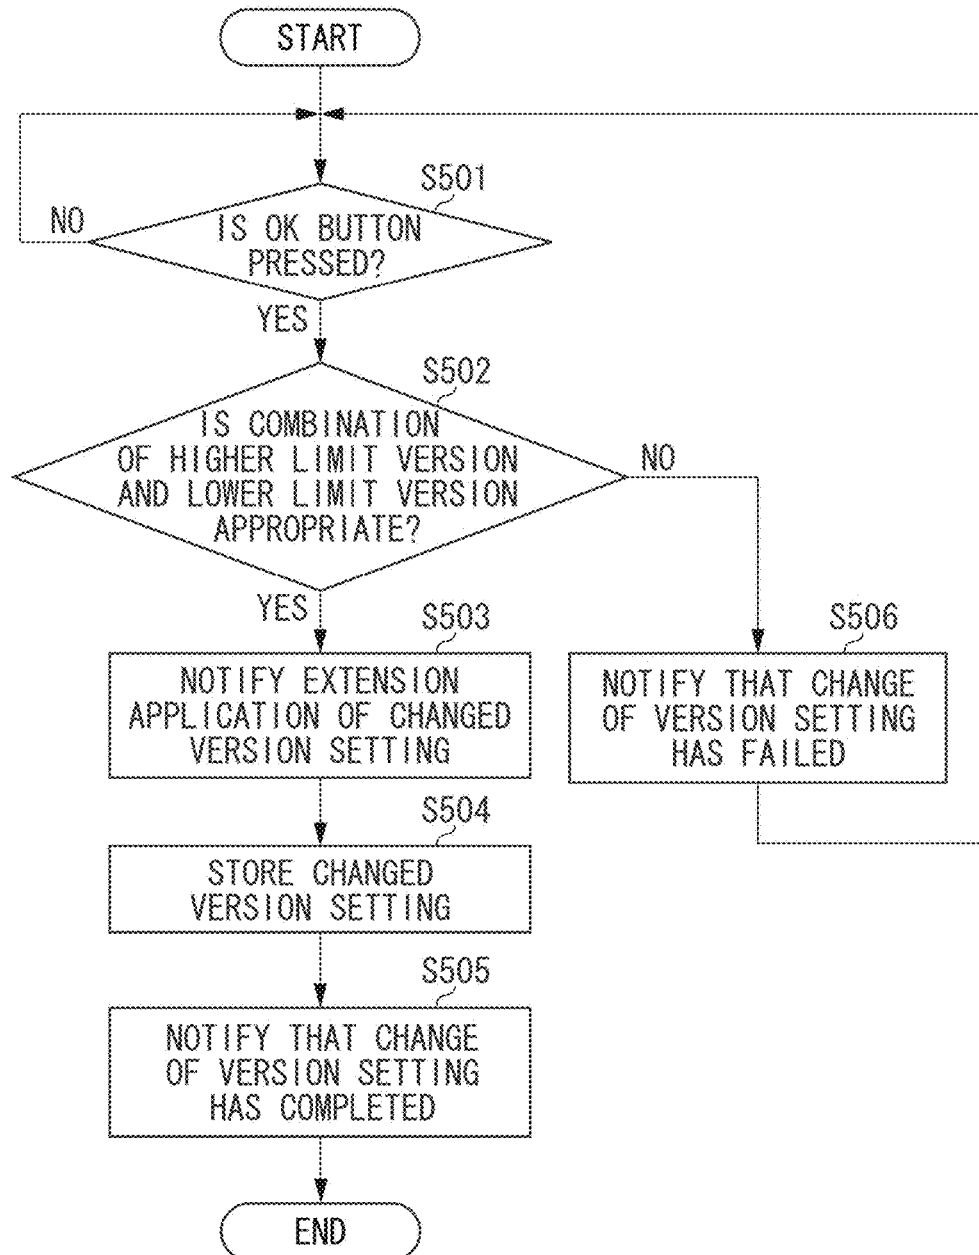 START
S501
NO
IS OK BUTTON
PRESSED?
YES
S502
IS COMBINATION
OF HIGHER LIMIT VERSION
AND LOWER LIMIT VERSION
APPROPRIATE?
NO
YES
S503
NOTIFY EXTENSION
APPLICATION OF CHANGED
VERSION SETTING
S506
NOTIFY THAT CHANGE
OF VERSION SETTING
HAS FAILED
S504
STORE CHANGED
VERSION SETTING
S505
NOTIFY THAT CHANGE
OF VERSION SETTING
HAS COMPLETED
END